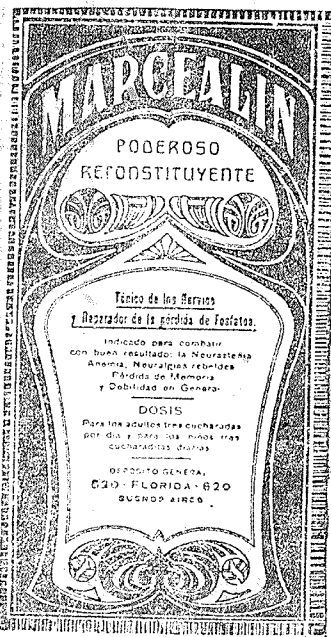 MARCEALIN
PODEROSO
RECONSTITUYENTE
Tónico de los Nervios
y Reparador de la pérdida de Fosfatos.
Indicado para combatir
con buen resultado: la Neurastenia
Anemia, Neuralgias rebeldes
Pérdida de Memoria
y Debilidad en General
DOSIS
Para los adultos tres cucharadas
por dia y para los niños tres
cucharaditas diarias
DEPOSITO GENERAL
620 - FLORIDA - 620
BUENOS AIRES